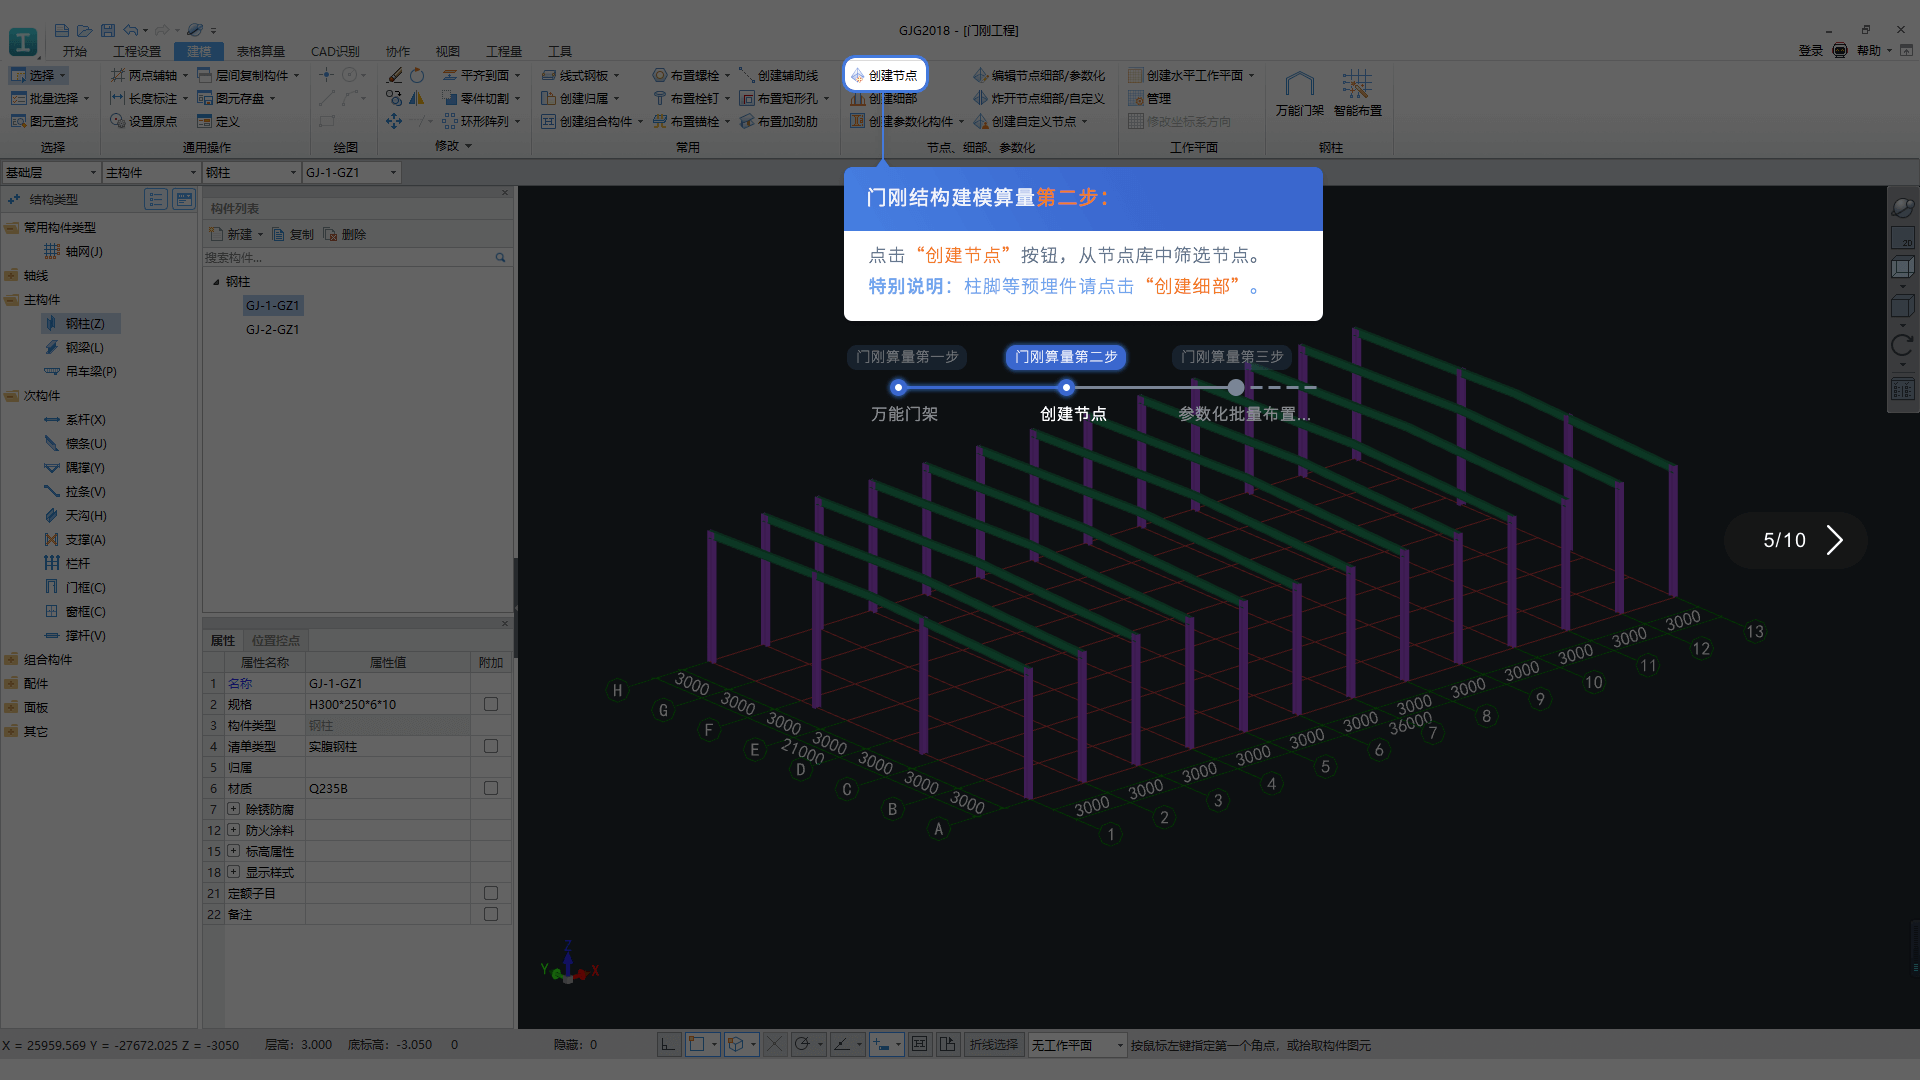 GJG2018 - [门刚工程]
开始 工程设置 建模 表格算量 CAD识别 协作 视图 工程量 工具
登录 帮助
选择 两点辅轴 层间复制构件 平齐到面 线式钢板 布置螺栓 创建辅助线 创建节点 编辑节点细部/参数化 创建水平工作平面
批量选择 长度标注 图元存盘 零件切割 创建归属 布置栓钉 布置矩形孔 创建细部 炸开节点细部/自定义 管理 万能门架 智能布置
图元查找 设置原点 定义 环形阵列 创建组合构件 布置锚栓 布置加劲肋 创建参数化构件 创建自定义节点 修改坐标系方向
选择 通用操作 绘图 修改 常用 节点、细部、参数化 工作平面 钢柱
基础层 主构件 钢柱 GJ-1-GZ1
结构类型
常用构件类型
轴网(J)
轴线
主构件
钢柱(Z)
钢梁(L)
吊车梁(P)
次构件
系杆(X)
檩条(U)
隅撑(Y)
拉条(V)
天沟(H)
支撑(A)
栏杆
门框(C)
窗框(C)
撑杆(V)
组合构件
配件
面板
其它
构件列表
新建 复制 删除
搜索构件...
钢柱
GJ-1-GZ1
GJ-2-GZ1
属性 位置控点
属性名称 属性值 附加
1 名称 GJ-1-GZ1
2 规格 H300*250*6*10
3 构件类型 钢柱
4 清单类型 实腹钢柱
5 归属
6 材质 Q235B
7 + 除锈防腐
12 + 防火涂料
15 + 标高属性
18 + 显示样式
21 定额子目
22 备注
门刚结构建模算量第二步：
点击“创建节点”按钮，从节点库中筛选节点。
特别说明：柱脚等预埋件请点击“创建细部”。
门刚算量第一步 门刚算量第二步 门刚算量第三步
万能门架 创建节点 参数化批量布置...
5/10
H G F E D C B A
3000 3000 3000 3000 3000 3000 3000
21000
1 2 3 4 5 6 7 8 9 10 11 12 13
3000 3000 3000 3000 3000 3000 3000 3000 3000 3000 3000 3000
36000
Z
Y X
20
X = 25959.569 Y = -27672.025 Z = -3050 层高： 3.000 底标高： -3.050 0 隐藏： 0 折线选择 无工作平面 按鼠标左键指定第一个角点，或拾取构件图元